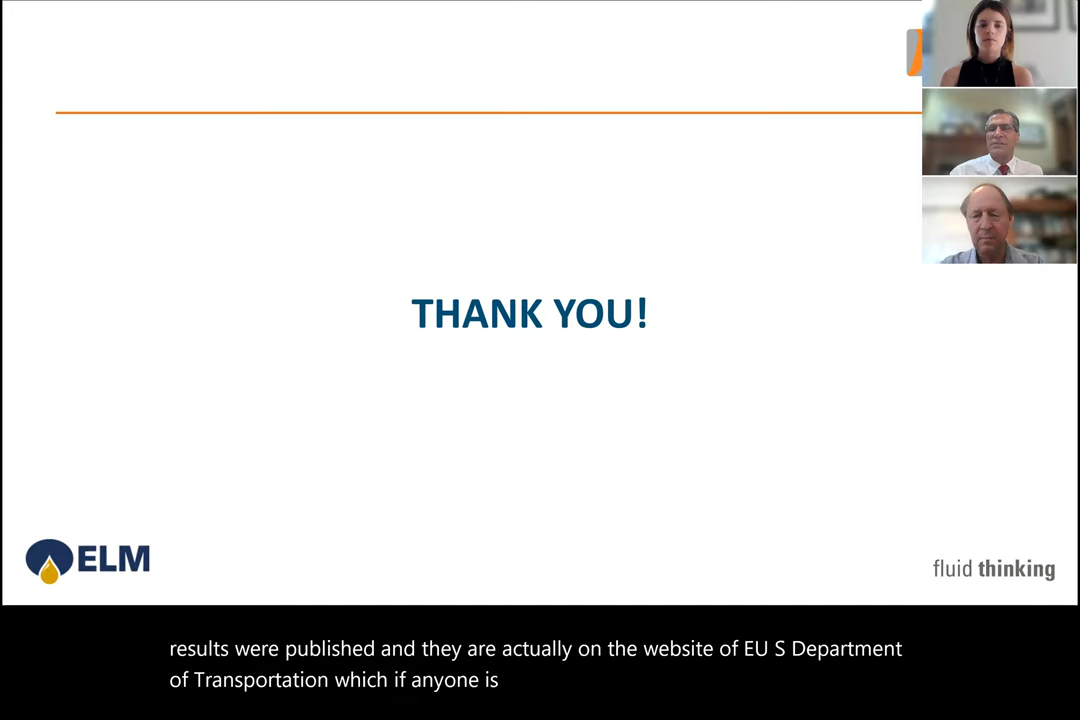 THANK YOU!
ELM
fluid thinking
results were published and they are actually on the website of EU S Department
of Transportation which if anyone is